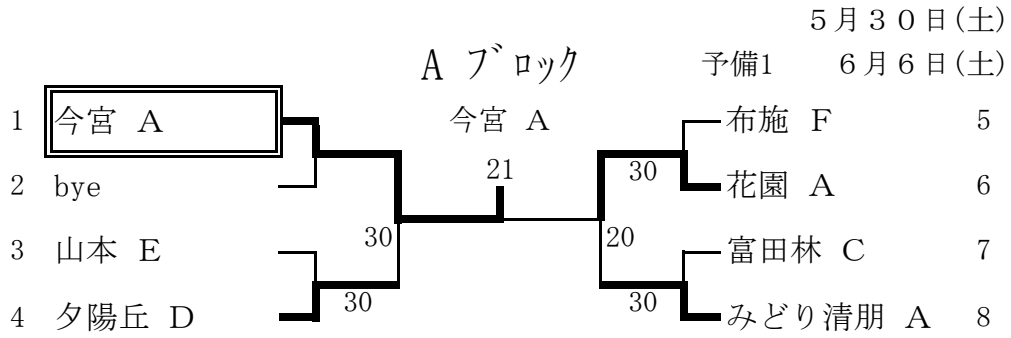 ５月３０日(土)
A ブロック
予備1 ６月６日(土)
1 今宮 A
今宮 A
布施 F 5
2 bye
21
30
花園 A 6
3 山本 E
30
20
富田林 C 7
4 夕陽丘 D
30
30
みどり清朋 A 8